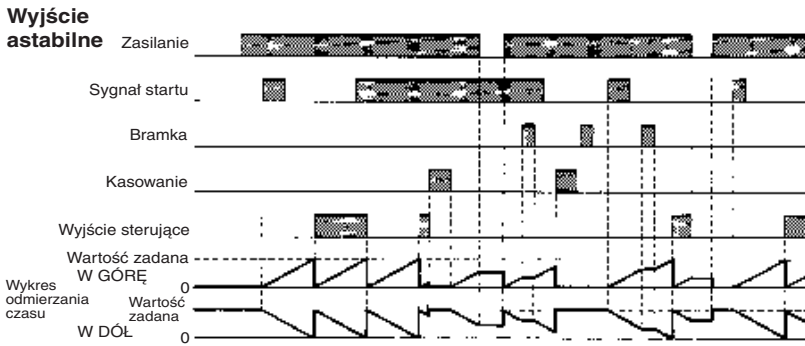 Wyjście
astabilne
Zasilanie
Sygnał startu
Bramka
Kasowanie
Wyjście sterujące
Wartość zadana
W GÓRĘ
0
Wykres
odmierzania
czasu
Wartość
zadana
W DÓŁ
0